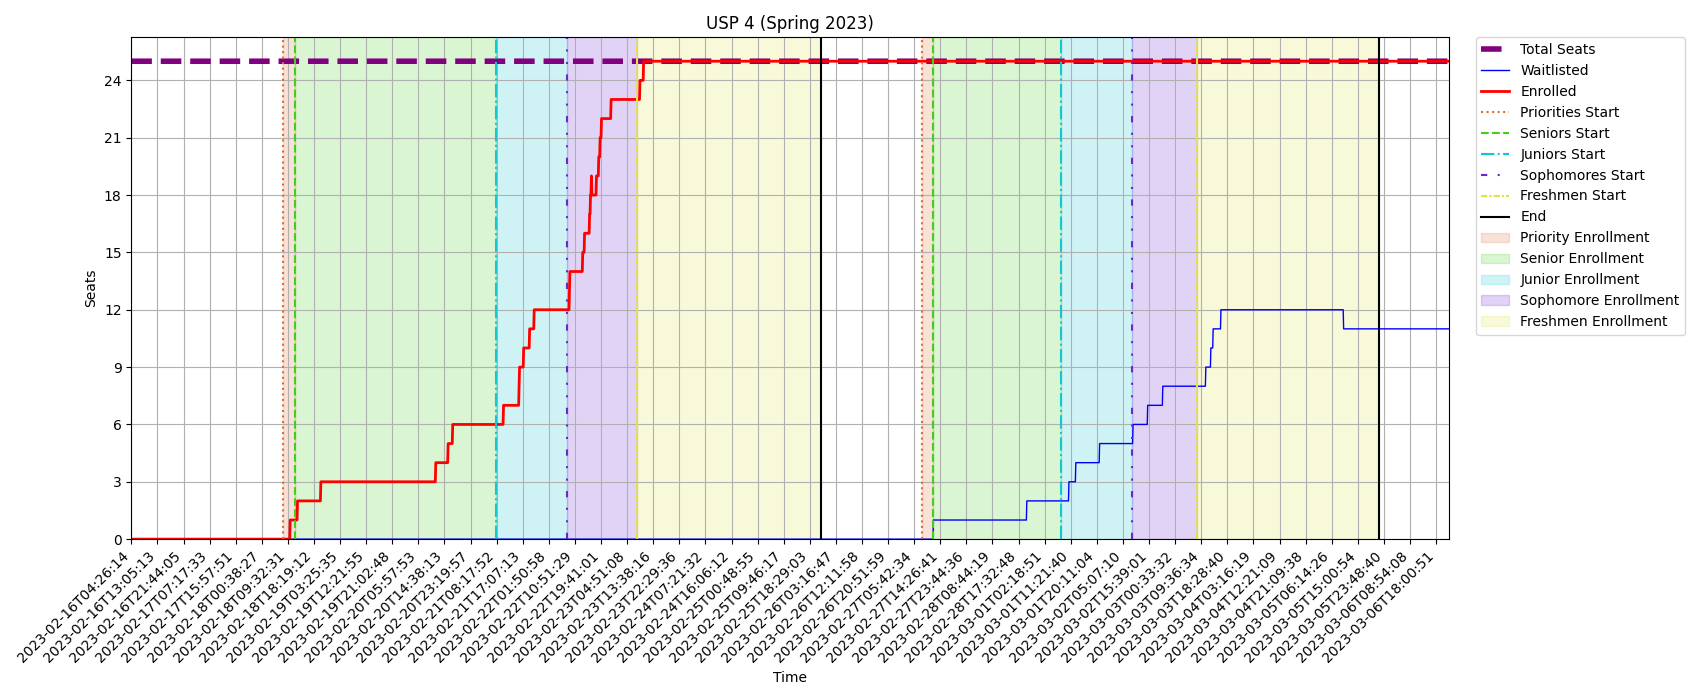 USP 4 (Spring 2023)
Seats
24
21
18
15
12
9
6
3
0
2023-02-16T04:26:14
2023-02-16T13:05:13
2023-02-16T21:44:05
2023-02-17T07:17:33
2023-02-17T15:57:51
2023-02-18T00:38:27
2023-02-18T09:32:31
2023-02-18T18:19:12
2023-02-19T03:25:35
2023-02-19T12:21:55
2023-02-19T21:02:48
2023-02-20T05:57:53
2023-02-20T14:38:13
2023-02-20T23:19:57
2023-02-21T08:17:52
2023-02-21T17:07:13
2023-02-22T01:50:58
2023-02-22T10:51:29
2023-02-22T19:41:01
2023-02-23T04:51:08
2023-02-23T13:38:16
2023-02-23T22:29:36
2023-02-24T07:21:32
2023-02-24T16:06:12
2023-02-25T00:48:55
2023-02-25T09:46:17
2023-02-25T18:29:03
2023-02-26T03:16:47
2023-02-26T12:11:58
2023-02-26T20:51:59
2023-02-27T05:42:34
2023-02-27T14:26:41
2023-02-27T23:44:36
2023-02-28T08:44:19
2023-02-28T17:32:48
2023-03-01T02:18:51
2023-03-01T11:21:40
2023-03-01T20:11:04
2023-03-02T05:07:10
2023-03-02T15:39:01
2023-03-03T00:33:32
2023-03-03T09:36:34
2023-03-03T18:28:40
2023-03-04T03:16:19
2023-03-04T12:21:09
2023-03-04T21:09:38
2023-03-05T06:14:26
2023-03-05T15:00:54
2023-03-05T23:48:40
2023-03-06T08:54:08
2023-03-06T18:00:51
Time
Total Seats
Waitlisted
Enrolled
Priorities Start
Seniors Start
Juniors Start
Sophomores Start
Freshmen Start
End
Priority Enrollment
Senior Enrollment
Junior Enrollment
Sophomore Enrollment
Freshmen Enrollment